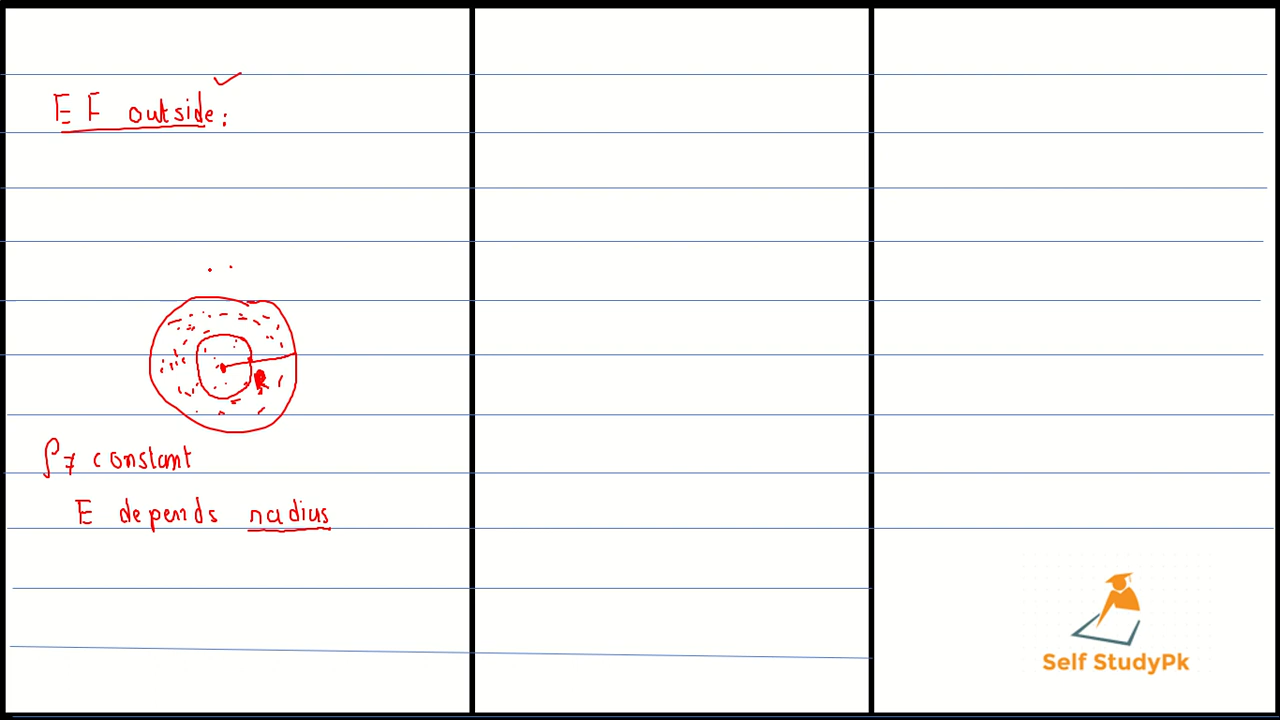 E F outside:
R
ρ ≠ constant
E depends radius
Self StudyPk